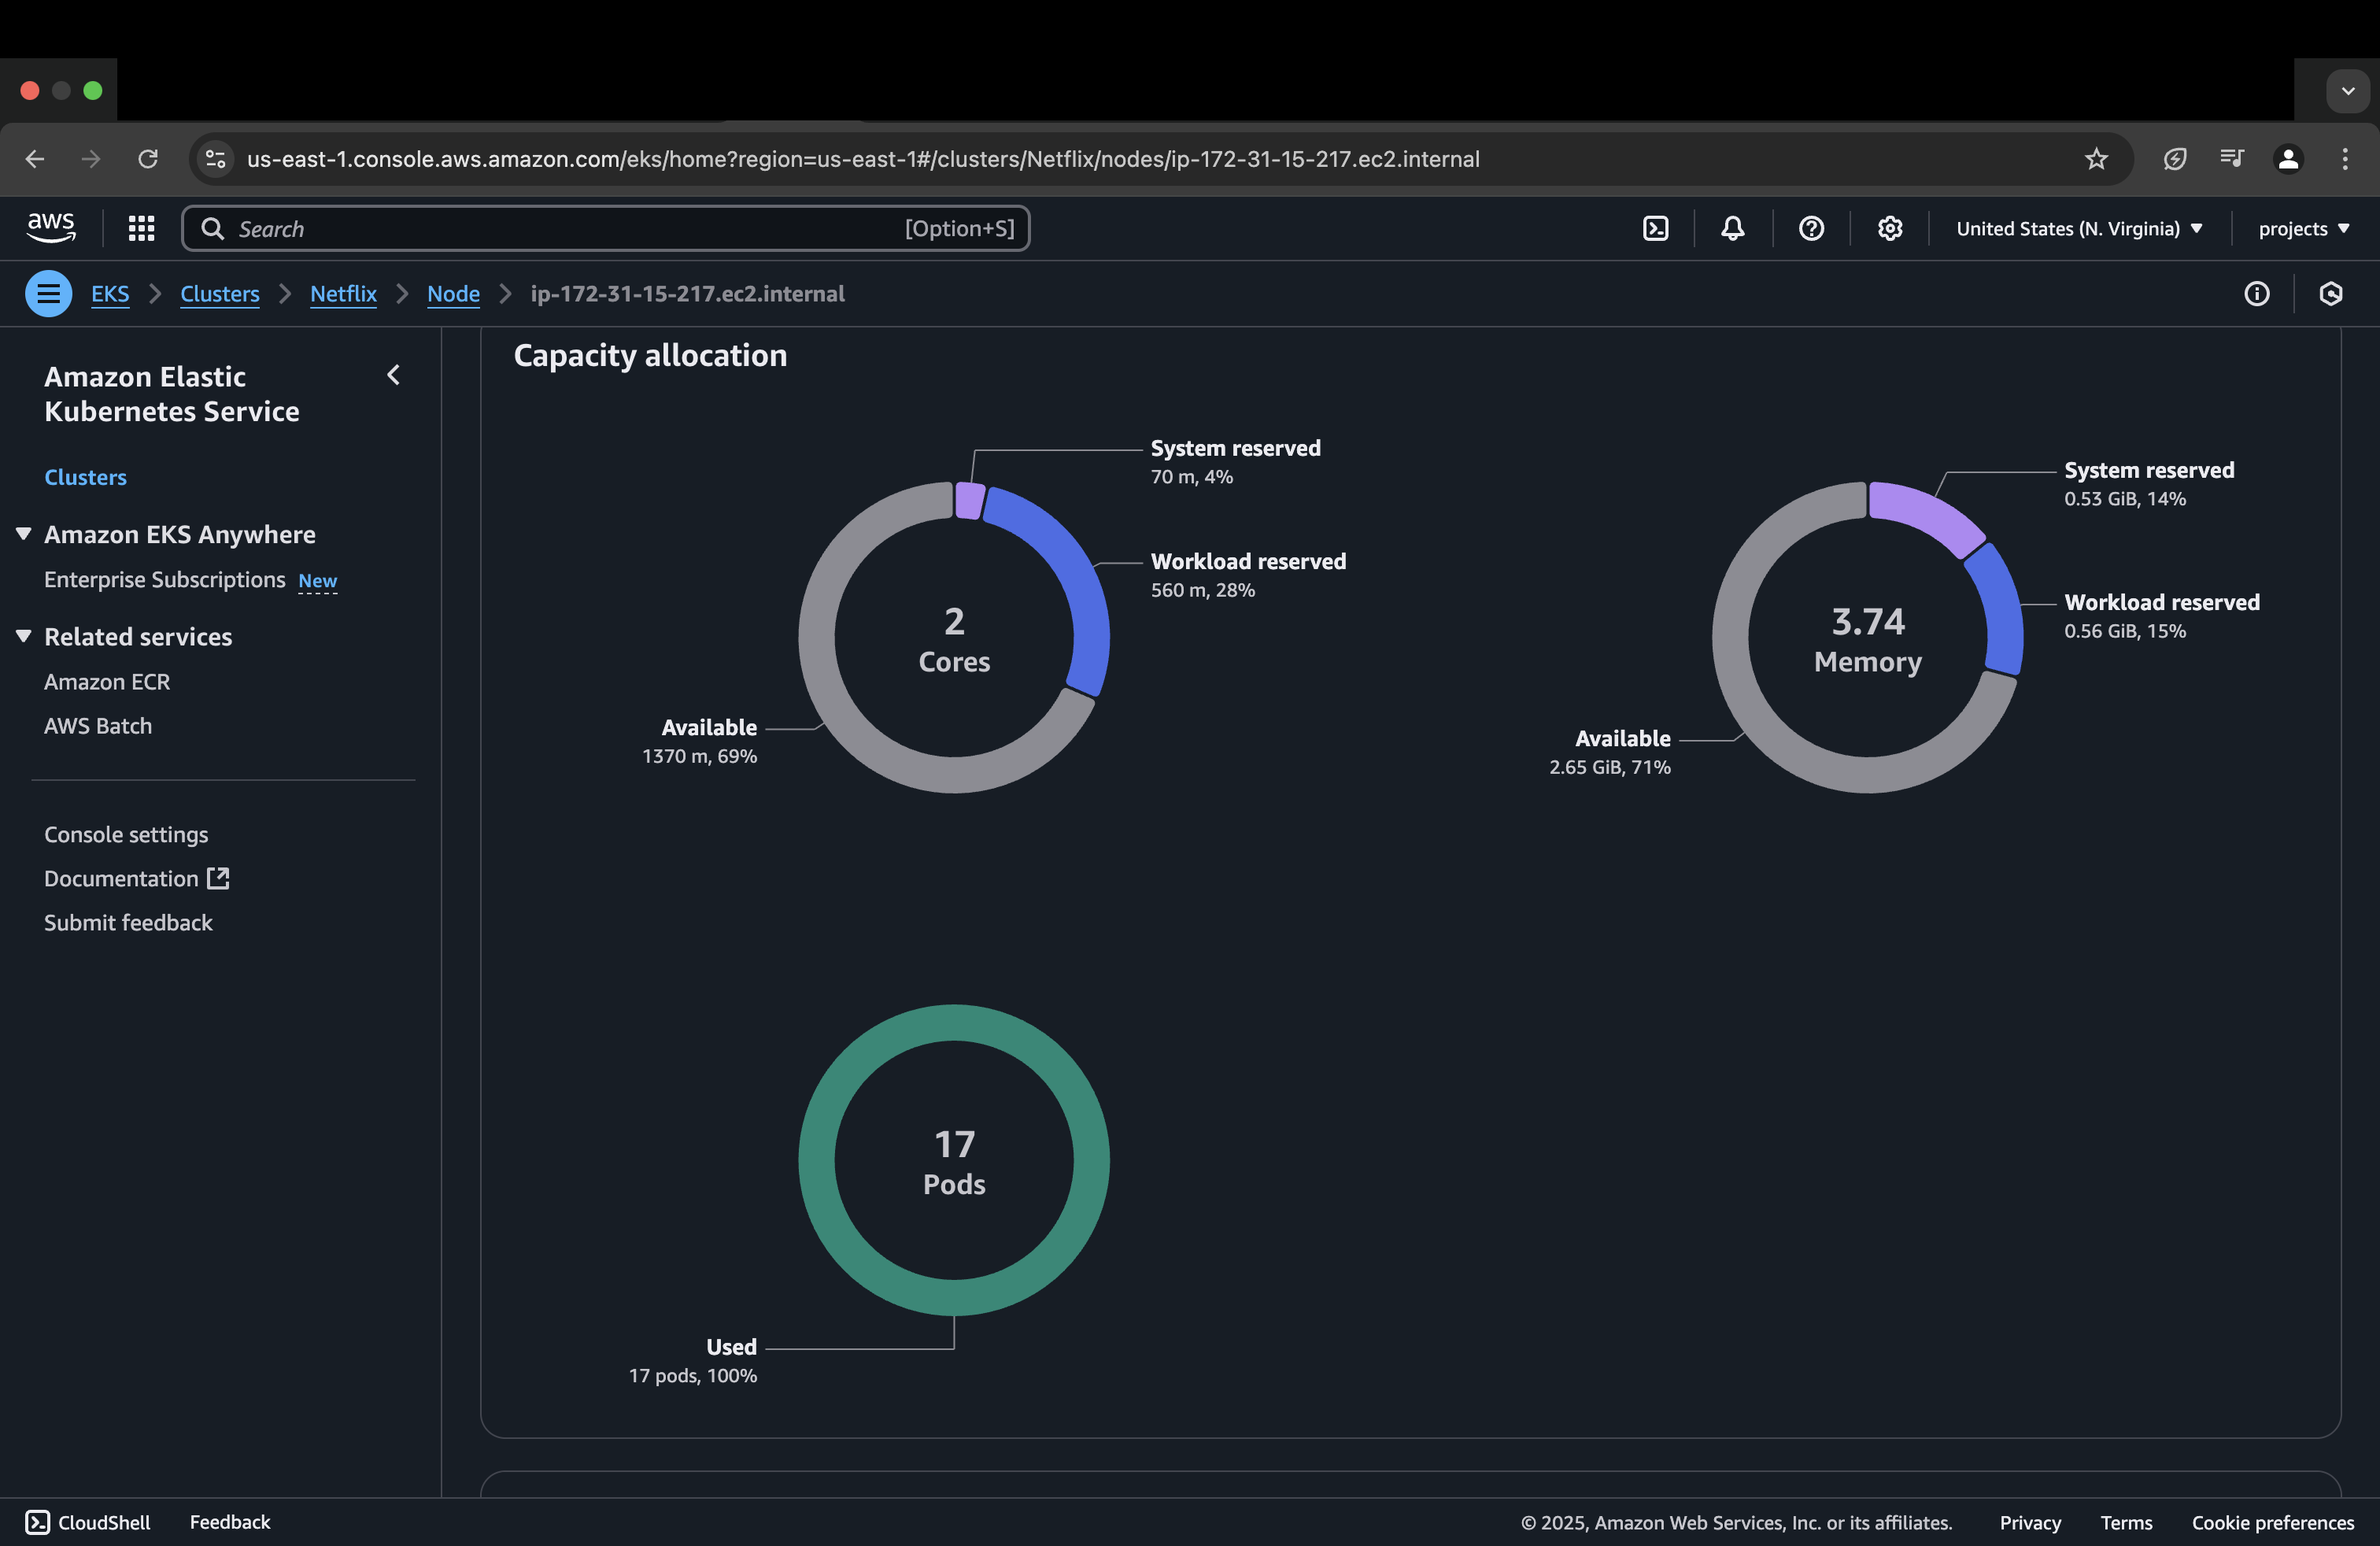 us-east-1.console.aws.amazon.com/eks/home?region=us-east-1#/clusters/Netflix/nodes/ip-172-31-15-217.ec2.internal
aws
Search
[Option+S]
United States (N. Virginia)
projects
EKS
Clusters
Netflix
Node
ip-172-31-15-217.ec2.internal
Amazon Elastic
Kubernetes Service
Clusters
Amazon EKS Anywhere
Enterprise Subscriptions New
Related services
Amazon ECR
AWS Batch
Console settings
Documentation
Submit feedback
Capacity allocation
System reserved
70 m, 4%
Workload reserved
560 m, 28%
2
Cores
Available
1370 m, 69%
System reserved
0.53 GiB, 14%
Workload reserved
0.56 GiB, 15%
3.74
Memory
Available
2.65 GiB, 71%
17
Pods
Used
17 pods, 100%
CloudShell
Feedback
© 2025, Amazon Web Services, Inc. or its affiliates.
Privacy
Terms
Cookie preferences